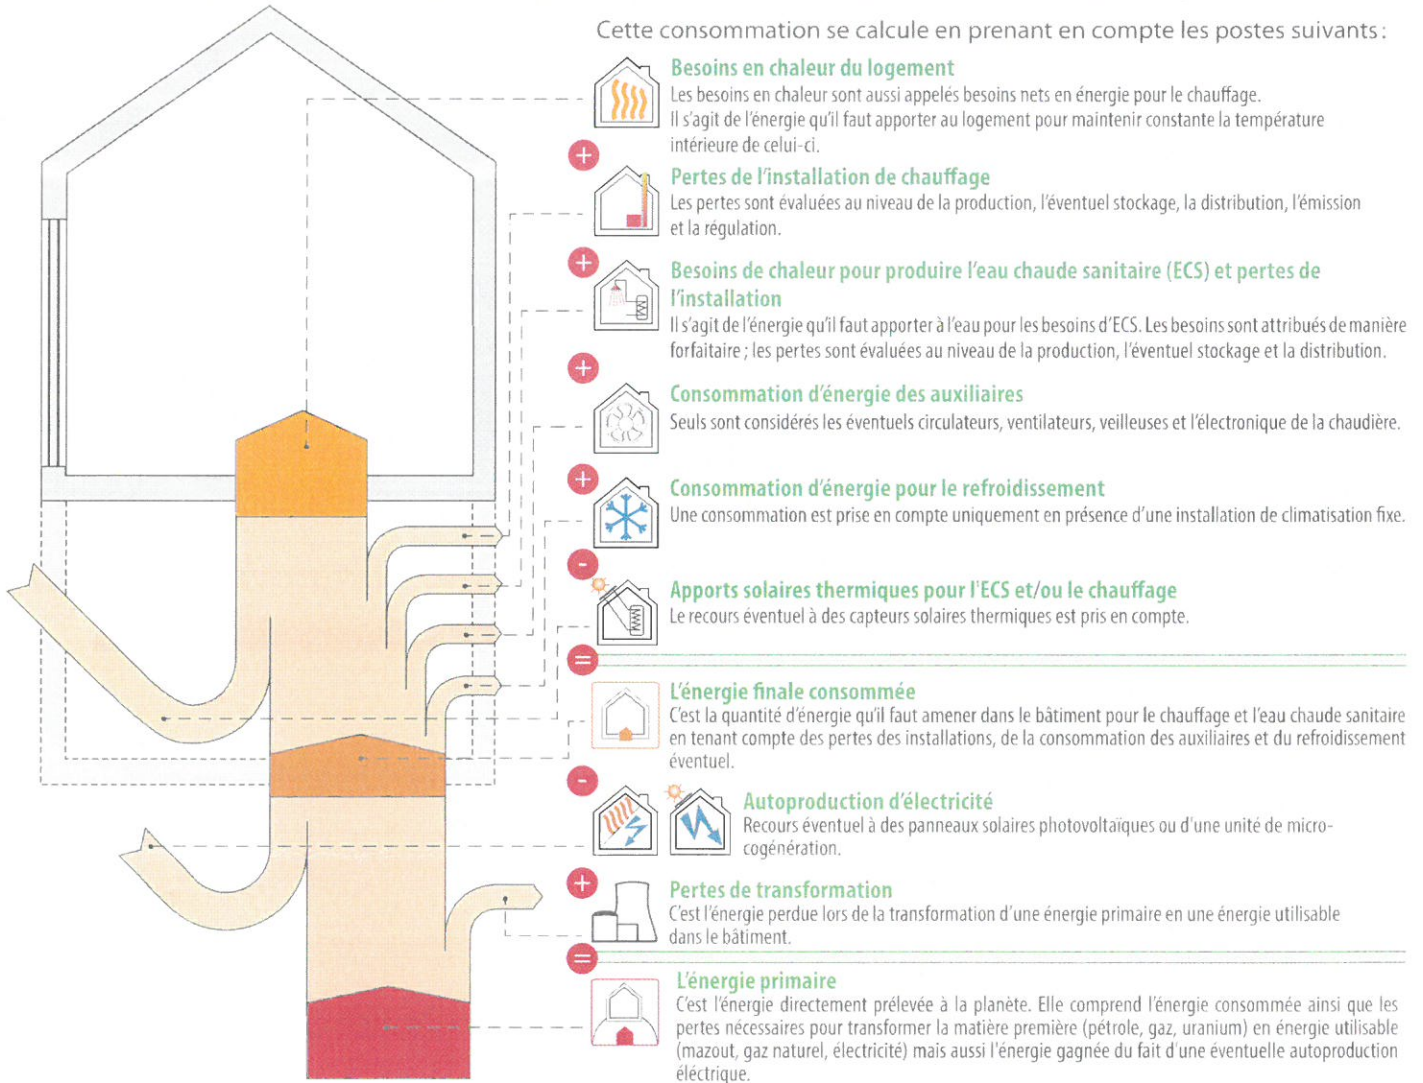 Cette consommation se calcule en prenant en compte les postes suivants :
Besoins en chaleur du logement
Les besoins en chaleur sont aussi appelés besoins nets en énergie pour le chauffage.
Il s'agit de l'énergie qu'il faut apporter au logement pour maintenir constante la température
intérieure de celui-ci.
+
Pertes de l'installation de chauffage
Les pertes sont évaluées au niveau de la production, l'éventuel stockage, la distribution, l'émission
et la régulation.
+
Besoins de chaleur pour produire l'eau chaude sanitaire (ECS) et pertes de
l'installation
Il s'agit de l'énergie qu'il faut apporter à l'eau pour les besoins d'ECS. Les besoins sont attribués de manière
forfaitaire ; les pertes sont évaluées au niveau de la production, l'éventuel stockage et la distribution.
+
Consommation d'énergie des auxiliaires
Seuls sont considérés les éventuels circulateurs, ventilateurs, veilleuses et l'électronique de la chaudière.
+
Consommation d'énergie pour le refroidissement
Une consommation est prise en compte uniquement en présence d'une installation de climatisation fixe.
-
Apports solaires thermiques pour l'ECS et/ou le chauffage
Le recours éventuel à des capteurs solaires thermiques est pris en compte.
=
L'énergie finale consommée
C'est la quantité d'énergie qu'il faut amener dans le bâtiment pour le chauffage et l'eau chaude sanitaire
en tenant compte des pertes des installations, de la consommation des auxiliaires et du refroidissement
éventuel.
-
Autoproduction d'électricité
Recours éventuel à des panneaux solaires photovoltaïques ou d'une unité de micro-
cogénération.
+
Pertes de transformation
C'est l'énergie perdue lors de la transformation d'une énergie primaire en une énergie utilisable
dans le bâtiment.
=
L'énergie primaire
C'est l'énergie directement prélevée à la planète. Elle comprend l'énergie consommée ainsi que les
pertes nécessaires pour transformer la matière première (pétrole, gaz, uranium) en énergie utilisable
(mazout, gaz naturel, électricité) mais aussi l'énergie gagnée du fait d'une éventuelle autoproduction
éléctrique.